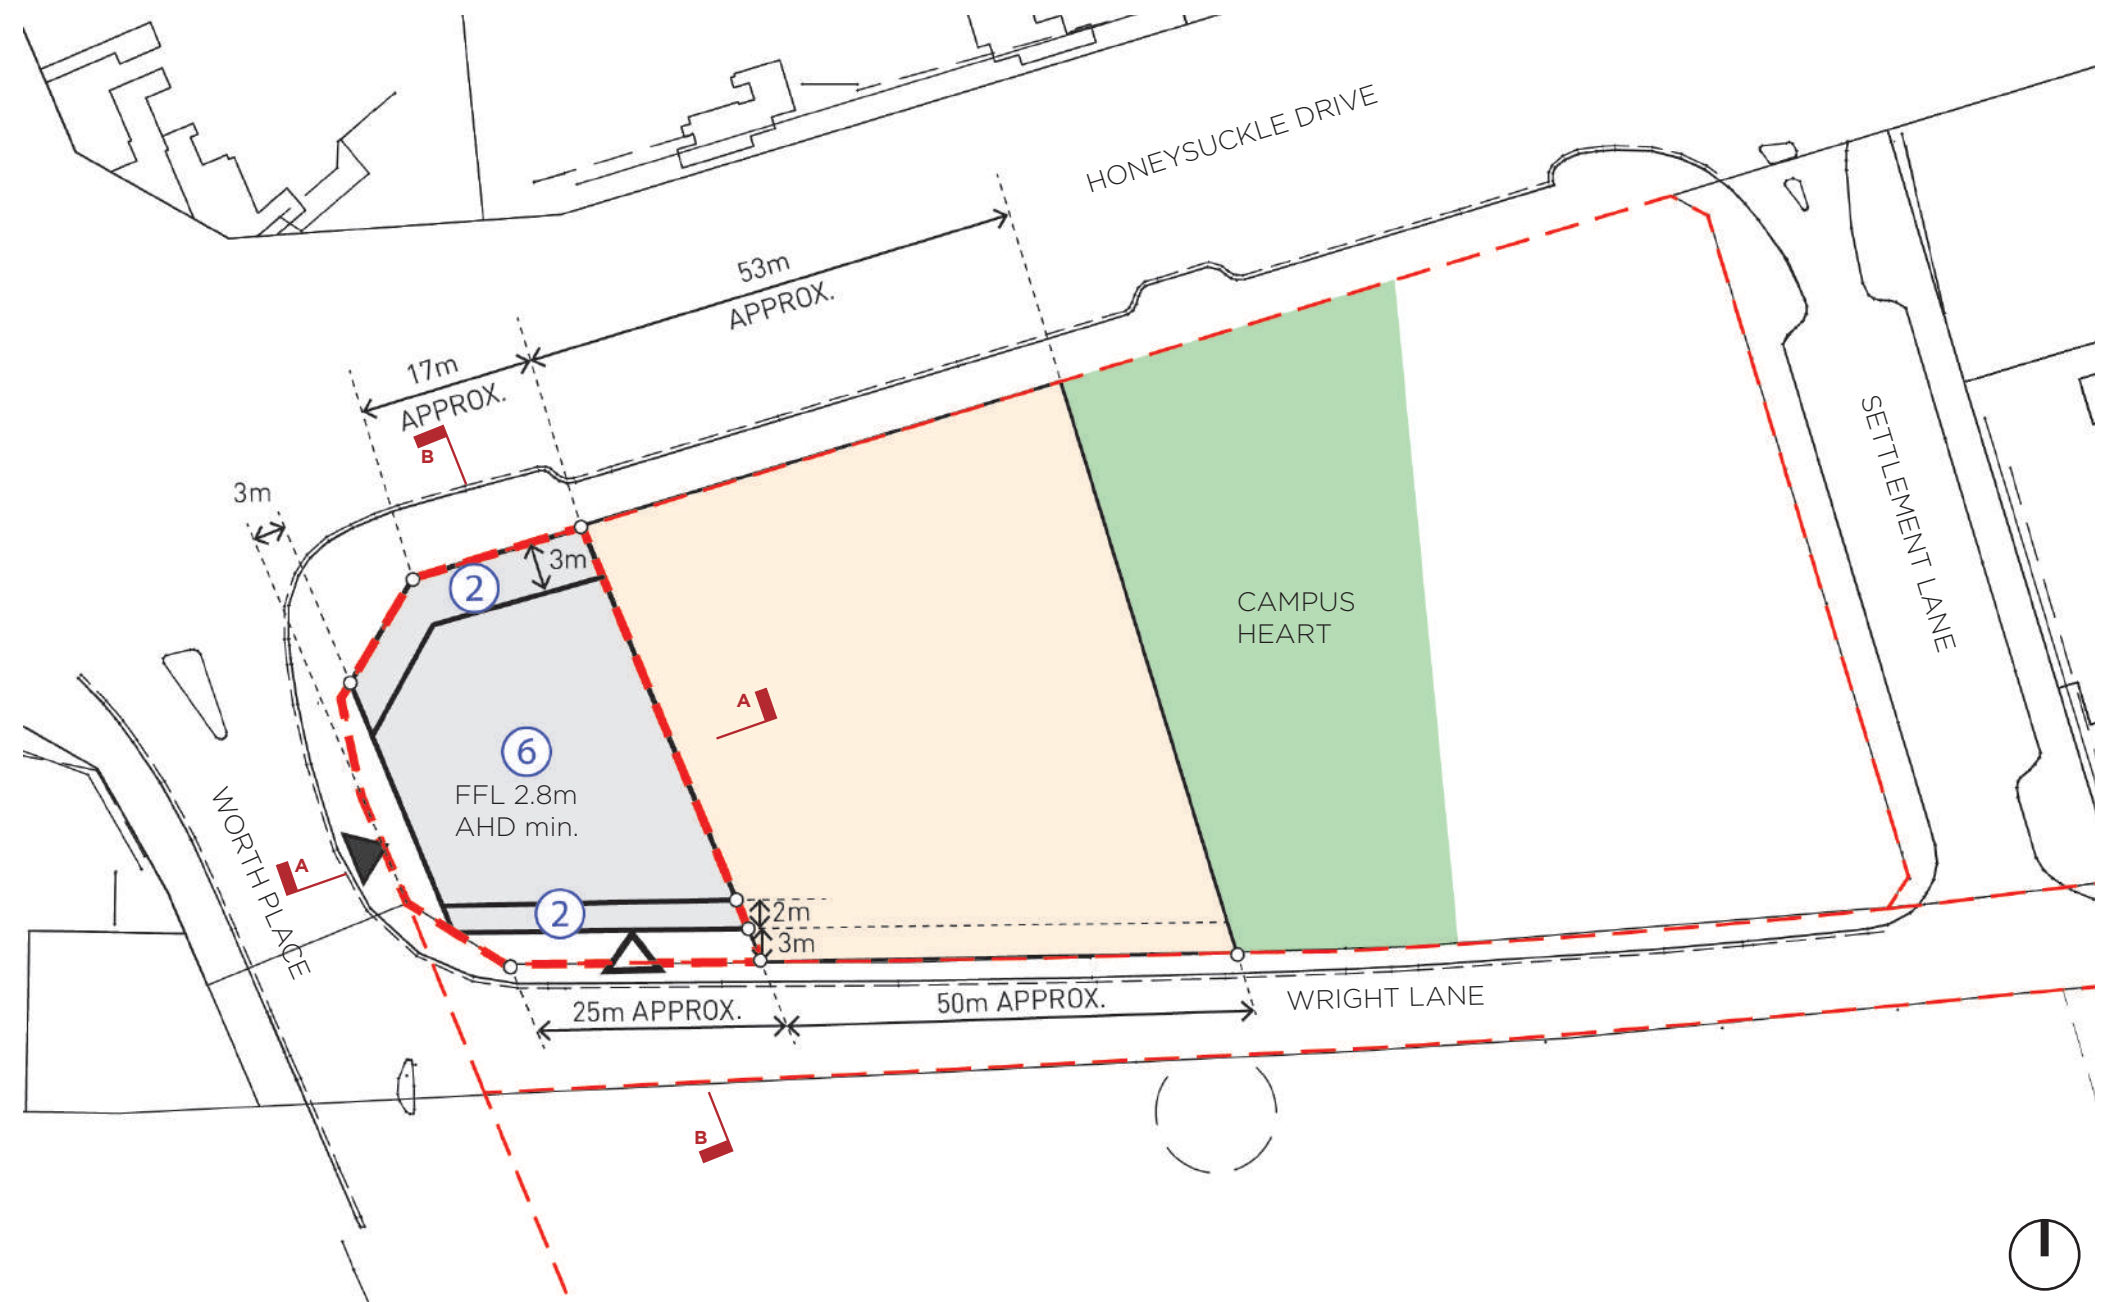 HONEYSUCKLE DRIVE
53m
APPROX.
17m
APPROX.
B
3m
3m
2
SETTLEMENT LANE
CAMPUS
HEART
A
6
FFL 2.8m
AHD min.
WORTH PLACE
A
2
2m
3m
25m APPROX.
50m APPROX.
WRIGHT LANE
B